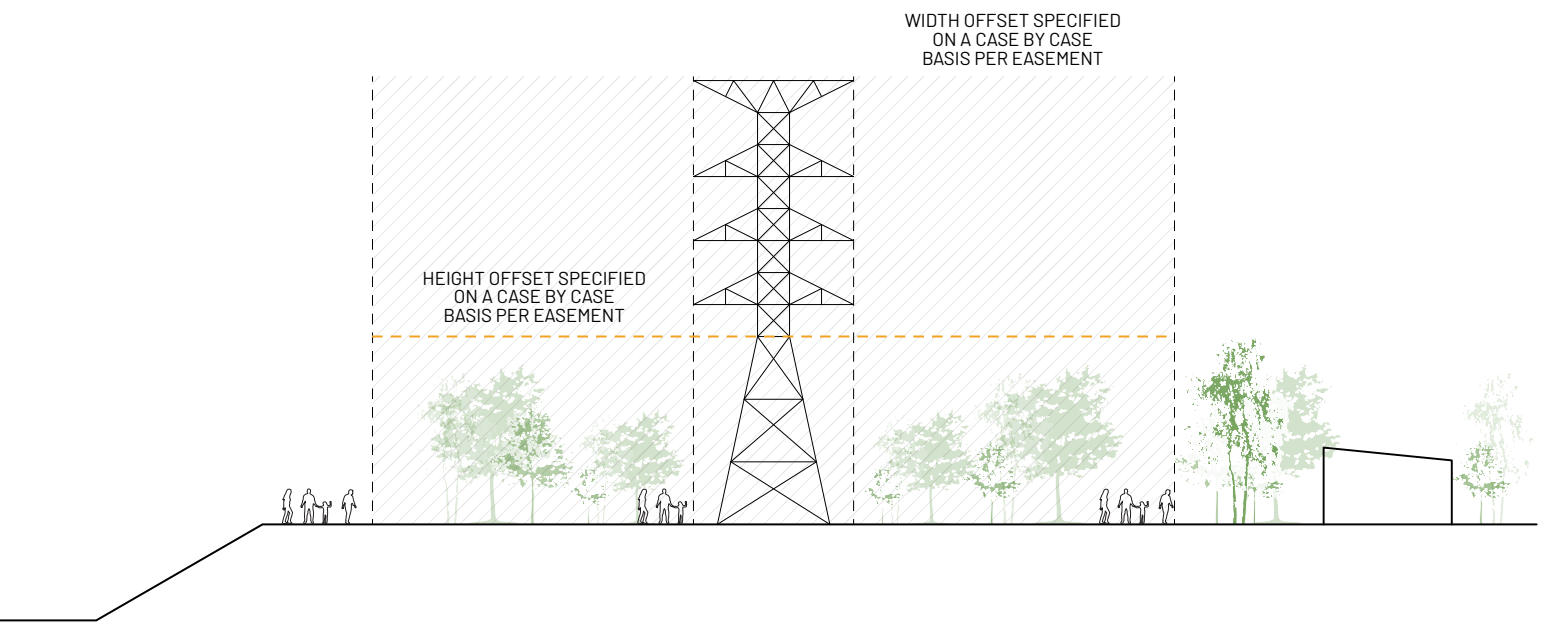 WIDTH OFFSET SPECIFIED
ON A CASE BY CASE
BASIS PER EASEMENT
HEIGHT OFFSET SPECIFIED
ON A CASE BY CASE
BASIS PER EASEMENT